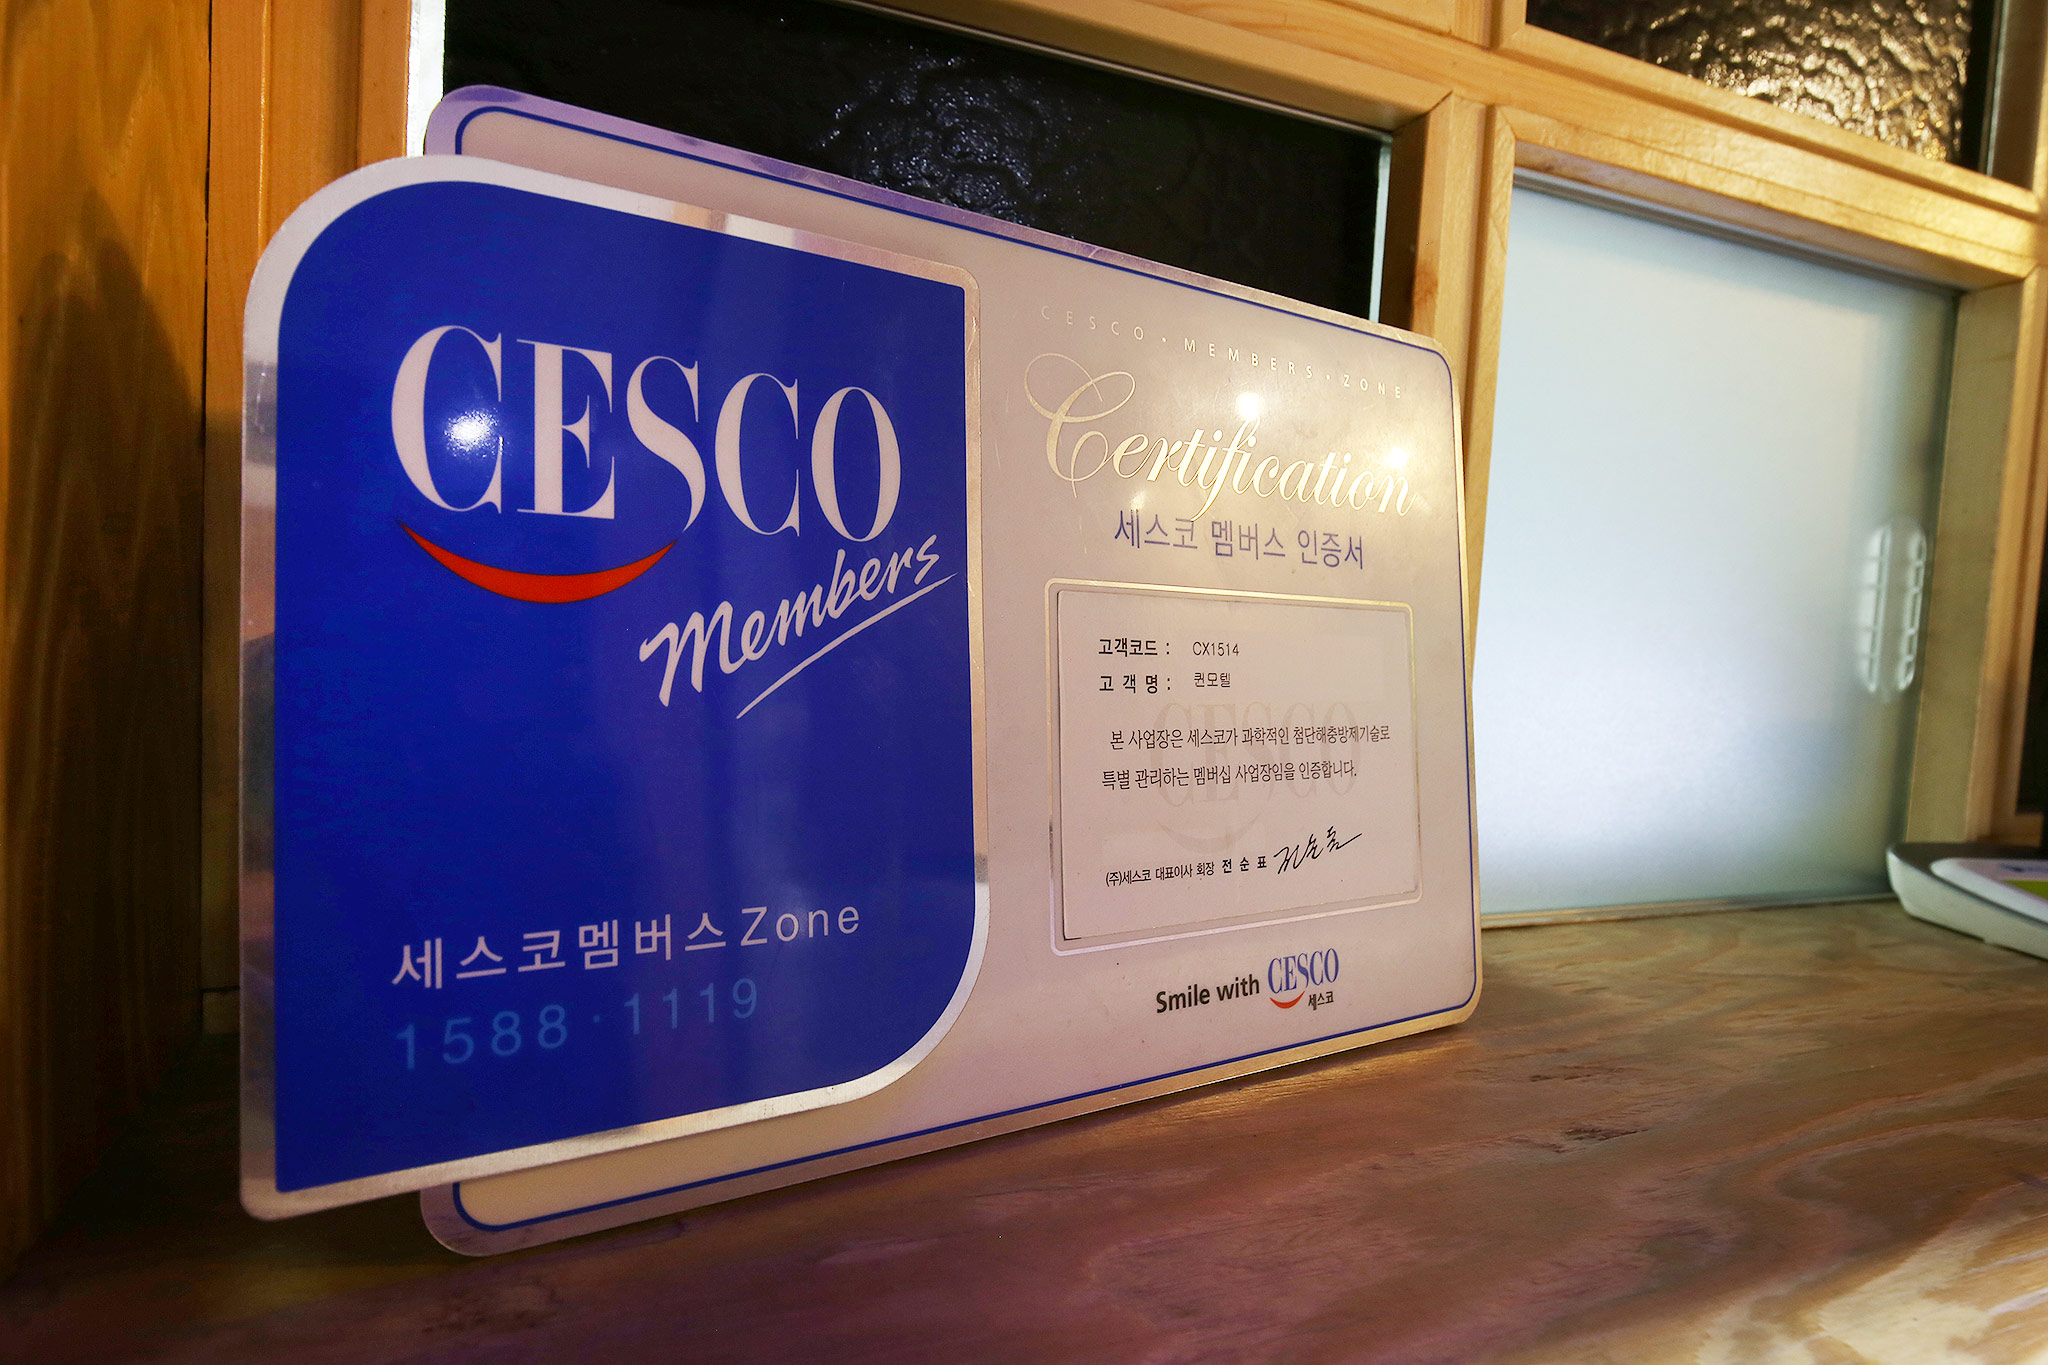 CESCO
Members
세스코멤버스Zone
1588·1119
CESCO·MEMBERS·ZONE
Certification
세스코 멤버스 인증서
고객코드 : CX1514
고 객 명 : 퀸모텔
본 사업장은 세스코가 과학적인 첨단해충방제기술로
특별 관리하는 멤버십 사업장임을 인증합니다.
(주)세스코 대표이사 회장 전 순 표
Smile with CESCO
세스코